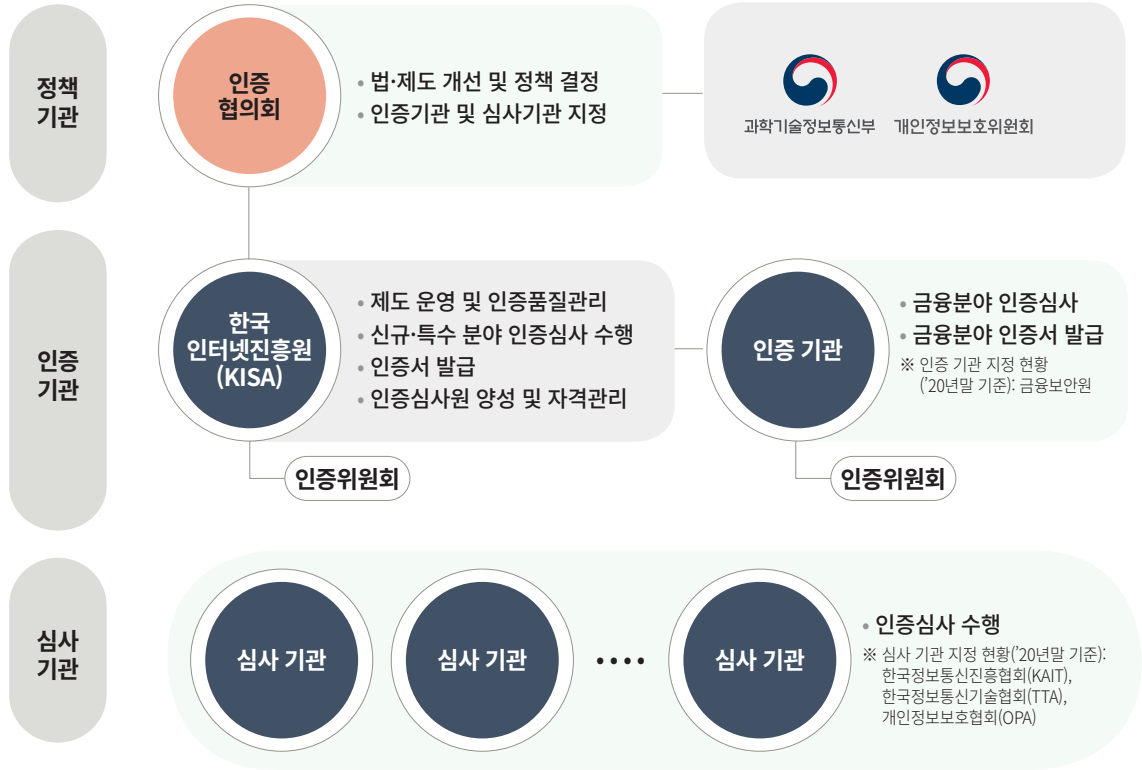 정책
기관
인증
협의회
• 법·제도 개선 및 정책 결정
• 인증기관 및 심사기관 지정
과학기술정보통신부
개인정보보호위원회
인증
기관
한국
인터넷진흥원
(KISA)
• 제도 운영 및 인증품질관리
• 신규·특수 분야 인증심사 수행
• 인증서 발급
• 인증심사원 양성 및 자격관리
인증 기관
• 금융분야 인증심사
• 금융분야 인증서 발급
※ 인증 기관 지정 현황
('20년말 기준): 금융보안원
인증위원회
인증위원회
심사
기관
심사 기관
심사 기관
••••
심사 기관
• 인증심사 수행
※ 심사 기관 지정 현황('20년말 기준):
한국정보통신진흥협회(KAIT),
한국정보통신기술협회(TTA),
개인정보보호협회(OPA)